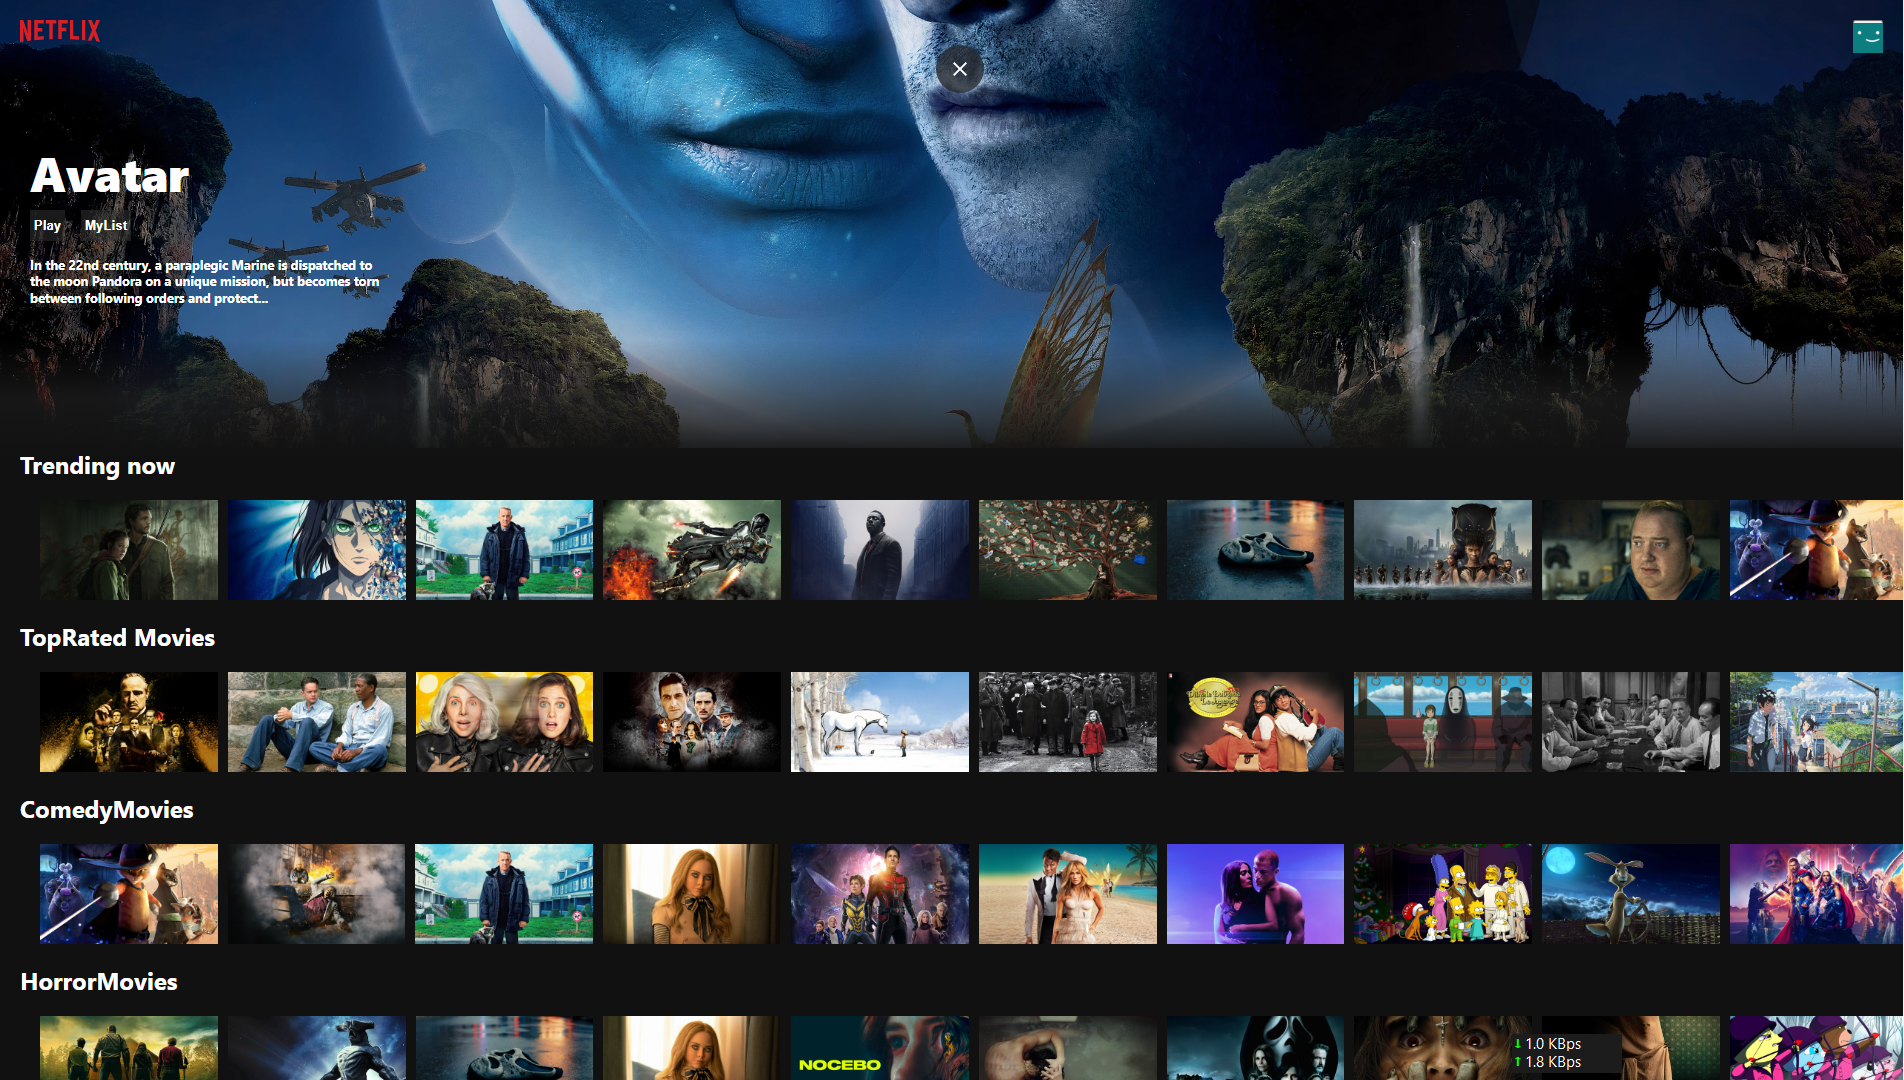 NETFLIX
Avatar
Play
MyList
In the 22nd century, a paraplegic Marine is dispatched to
the moon Pandora on a unique mission, but becomes torn
between following orders and protect...
Trending now
TopRated Movies
ComedyMovies
HorrorMovies
NOCEBO
↓ 1.0 KBps
↑ 1.8 KBps